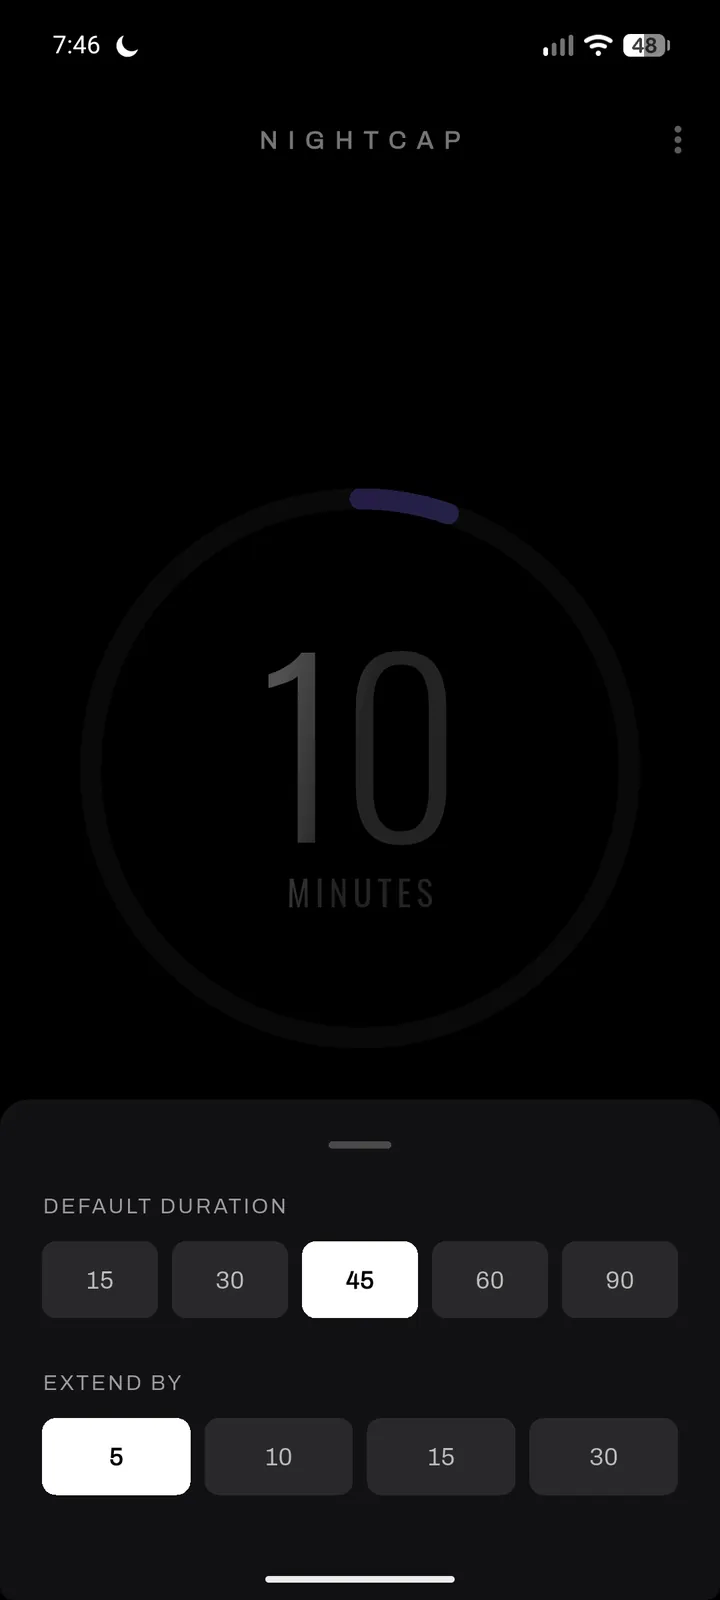 7:46 48
NIGHTCAP
10
MINUTES
DEFAULT DURATION
15 30 45 60 90
EXTEND BY
5 10 15 30